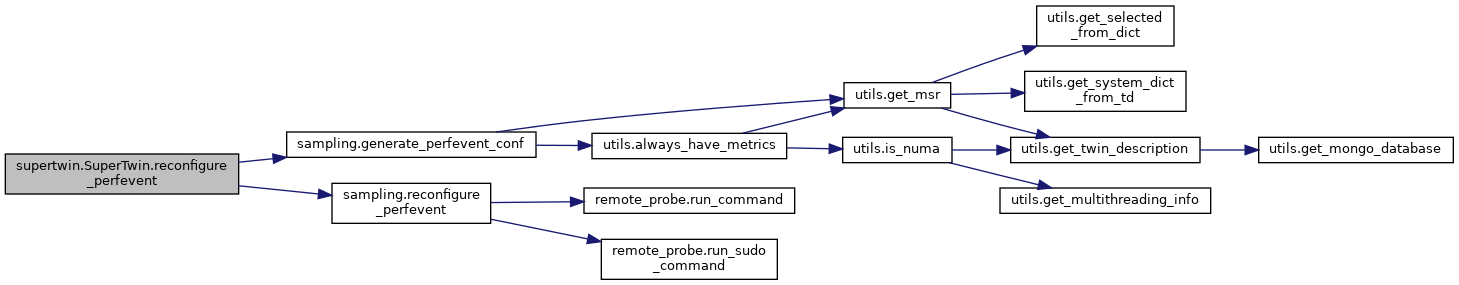 supertwin.SuperTwin.reconfigure
_perfevent
sampling.generate_perfevent_conf
sampling.reconfigure
_perfevent
utils.always_have_metrics
remote_probe.run_command
remote_probe.run_sudo
_command
utils.get_msr
utils.is_numa
utils.get_selected
_from_dict
utils.get_system_dict
_from_td
utils.get_twin_description
utils.get_multithreading_info
utils.get_mongo_database